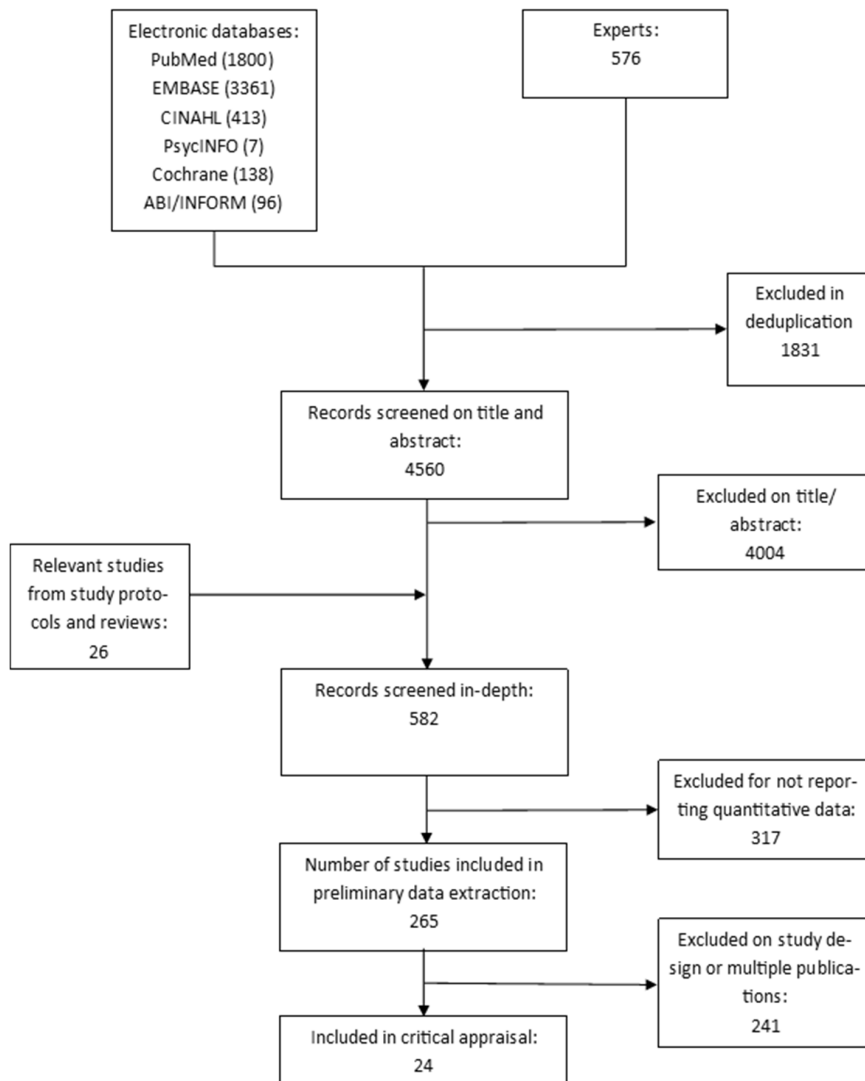 Electronic databases:
PubMed (1800)
EMBASE (3361)
CINAHL (413)
PsycINFO (7)
Cochrane (138)
ABI/INFORM (96)
Experts:
576
Excluded in
deduplication
1831
Records screened on title and
abstract:
4560
Excluded on title/
abstract:
4004
Relevant studies
from study proto-
cols and reviews:
26
Records screened in-depth:
582
Excluded for not repor-
ting quantitative data:
317
Number of studies included in
preliminary data extraction:
265
Excluded on study de-
sign or multiple publica-
tions:
241
Included in critical appraisal:
24